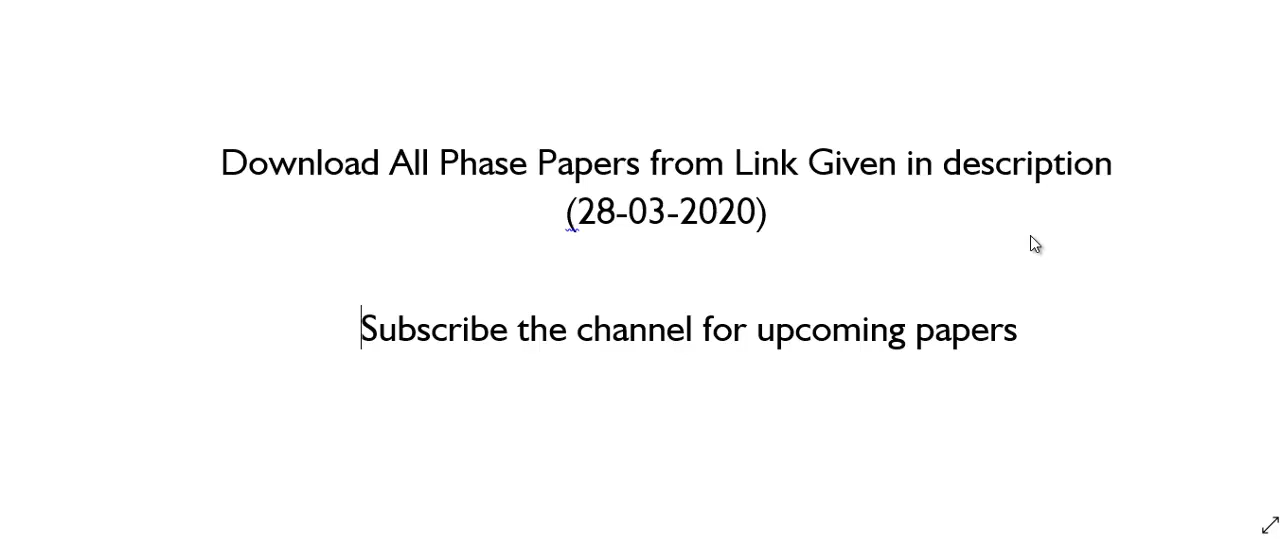 Download All Phase Papers from Link Given in description
(28-03-2020)
Subscribe the channel for upcoming papers